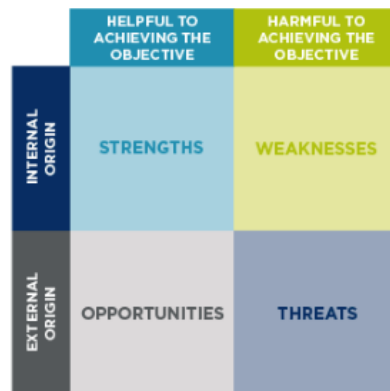 HELPFUL TO
ACHIEVING THE
OBJECTIVE
HARMFUL TO
ACHIEVING THE
OBJECTIVE
INTERNAL
ORIGIN
STRENGTHS
WEAKNESSES
EXTERNAL
ORIGIN
OPPORTUNITIES
THREATS